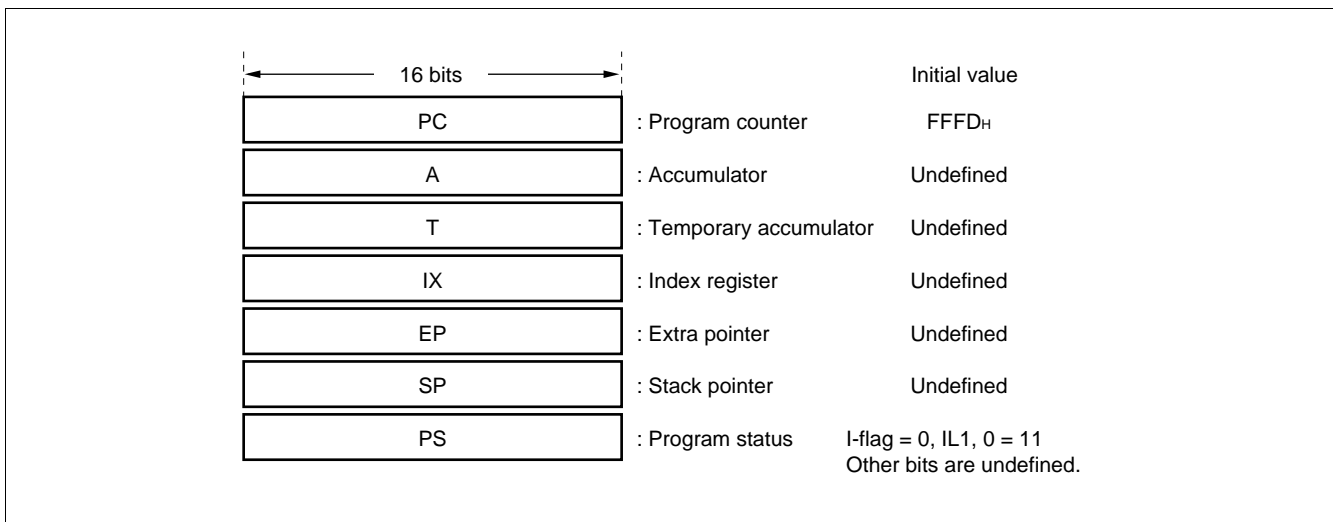 16 bits Initial value
PC : Program counter FFFDH
A : Accumulator Undefined
T : Temporary accumulator Undefined
IX : Index register Undefined
EP : Extra pointer Undefined
SP : Stack pointer Undefined
PS : Program status I-flag = 0, IL1, 0 = 11
Other bits are undefined.